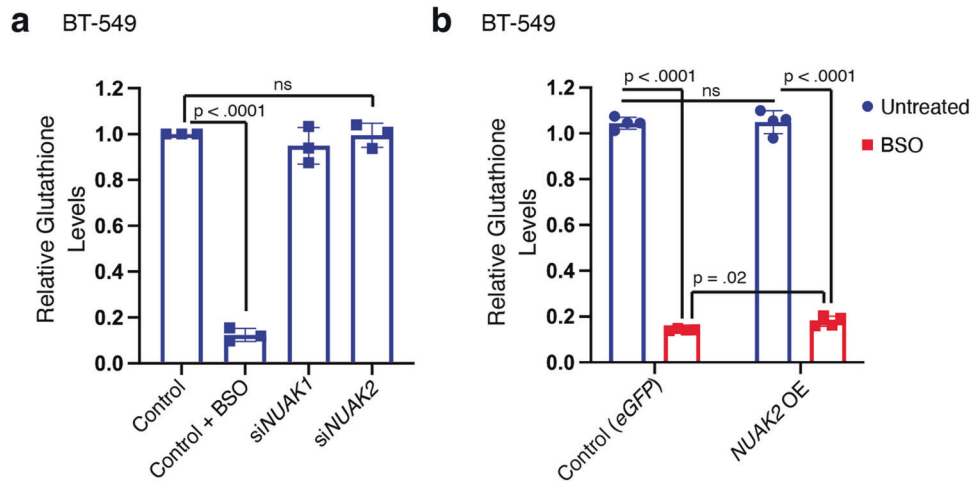 a BT-549
Relative Glutathione
Levels
1.2
1.0
0.8
0.6
0.4
0.2
0.0
ns
p < .0001
Control
Control + BSO
siNUAK1
siNUAK2
b BT-549
Relative Glutathione
Levels
1.2
1.0
0.8
0.6
0.4
0.2
0.0
p < .0001
p < .0001
ns
p = .02
Control (eGFP)
NUAK2 OE
Untreated
BSO